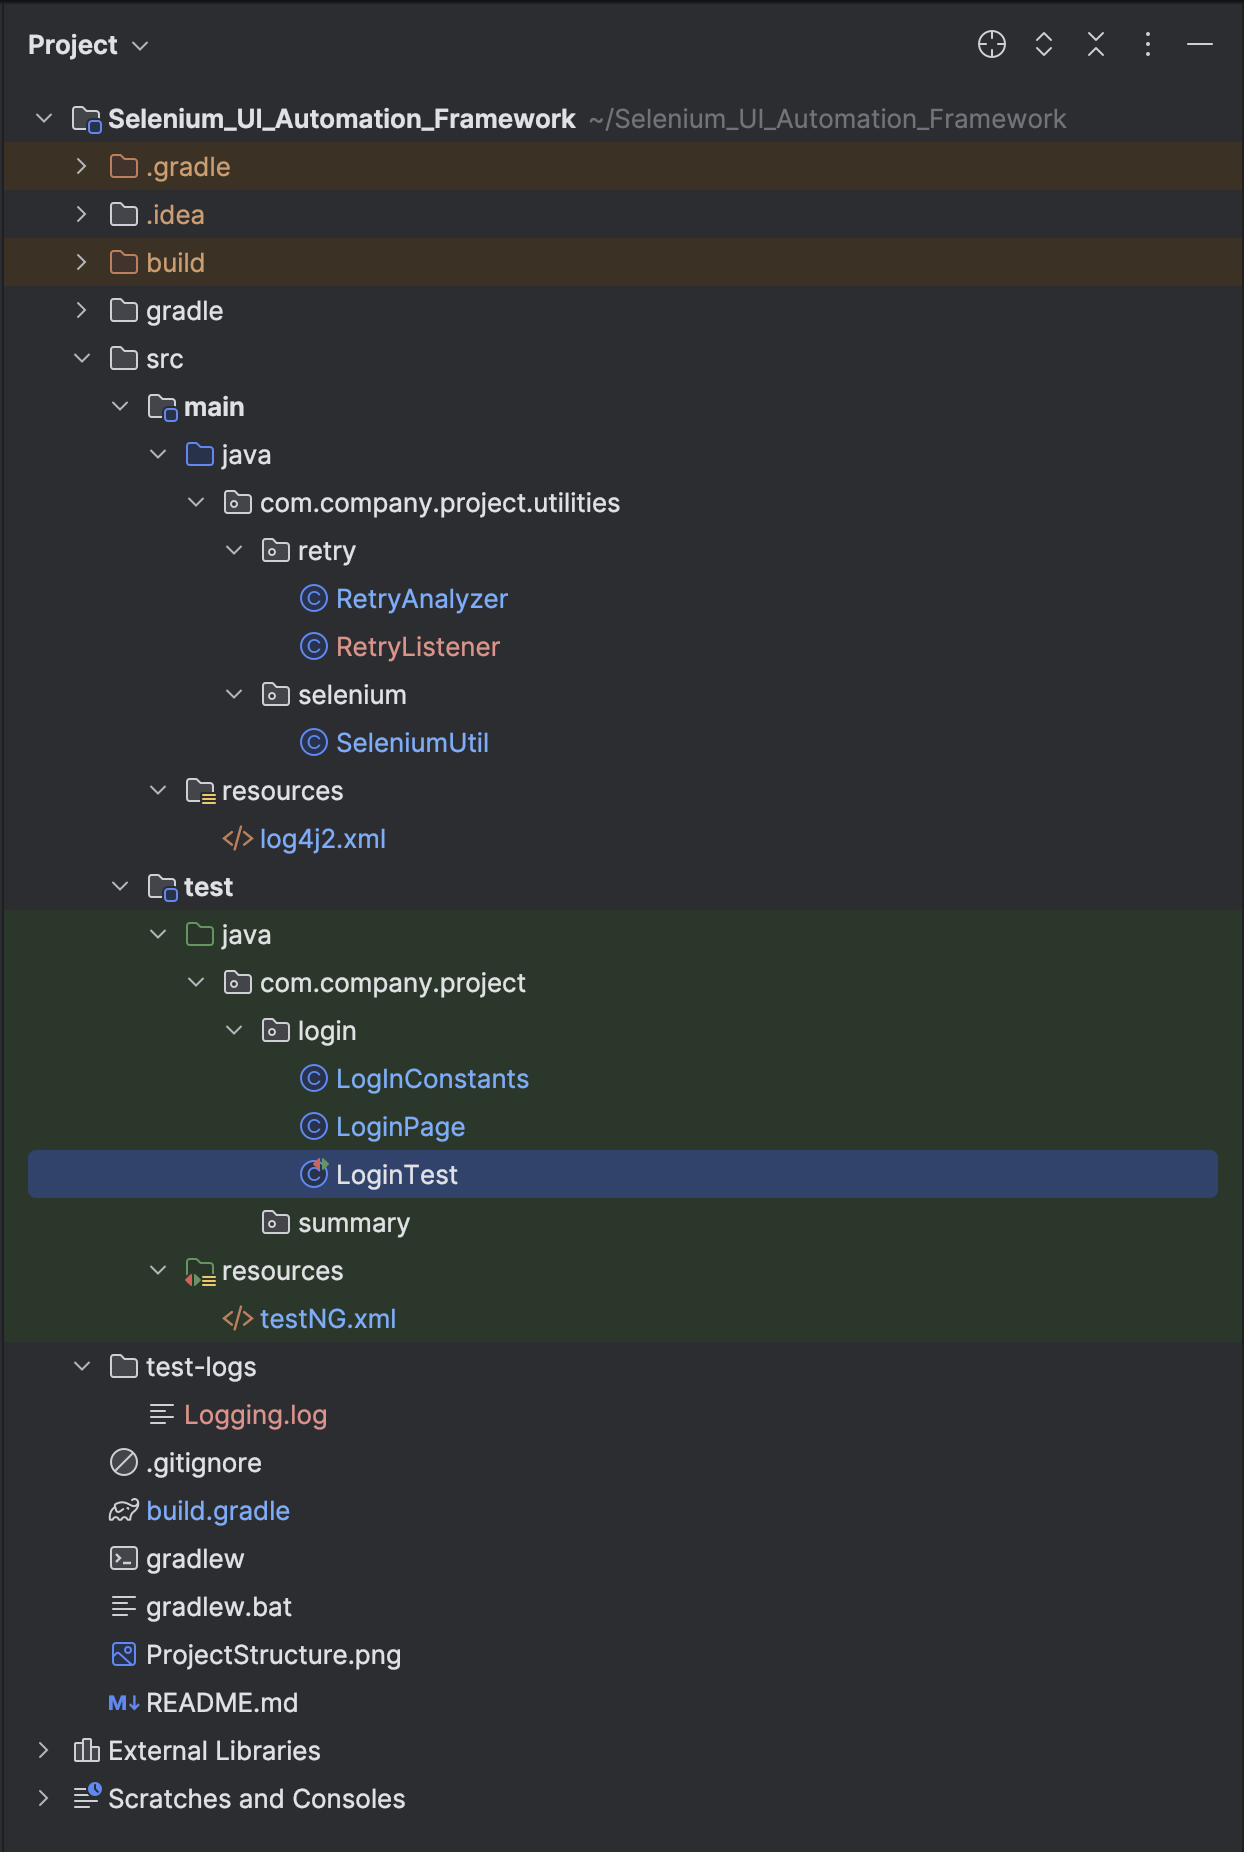 Project
Selenium_UI_Automation_Framework ~/Selenium_UI_Automation_Framework
.gradle
.idea
build
gradle
src
main
java
com.company.project.utilities
retry
RetryAnalyzer
RetryListener
selenium
SeleniumUtil
resources
log4j2.xml
test
java
com.company.project
login
LogInConstants
LoginPage
LoginTest
summary
resources
testNG.xml
test-logs
Logging.log
.gitignore
build.gradle
gradlew
gradlew.bat
ProjectStructure.png
README.md
External Libraries
Scratches and Consoles